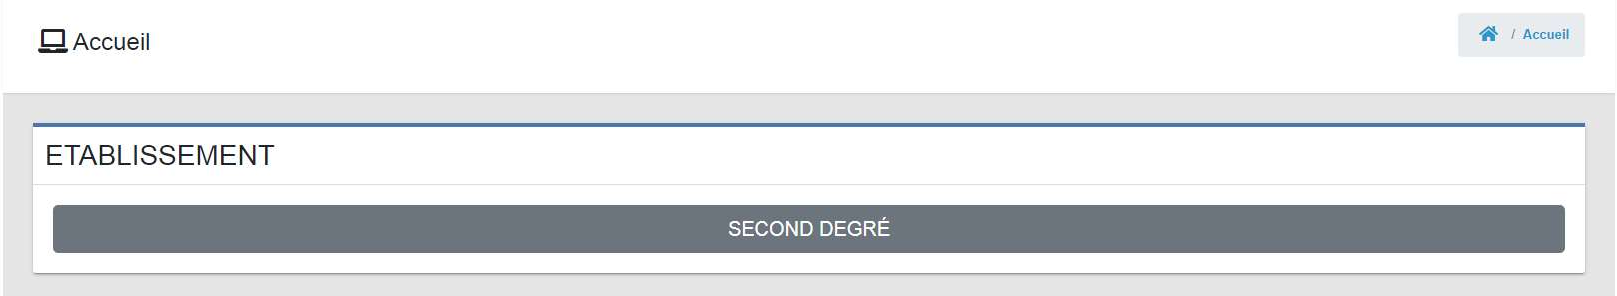 Accueil
/ Accueil
ETABLISSEMENT
SECOND DEGRÉ